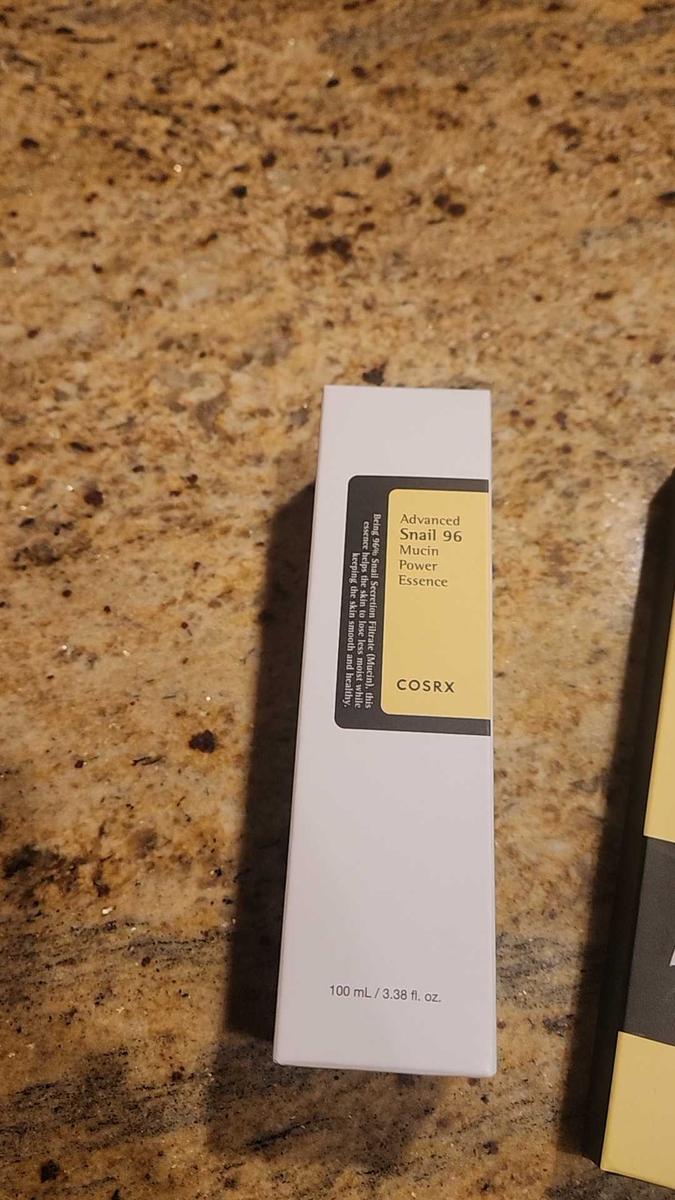 Advanced
Snail 96
Mucin
Power
Essence
COSRX
Being 96% Snail Secretion Filtrate (Mucin), this
essence helps the skin to lose less moist while
keeping the skin smooth and healthy.
100 mL / 3.38 fl. oz.